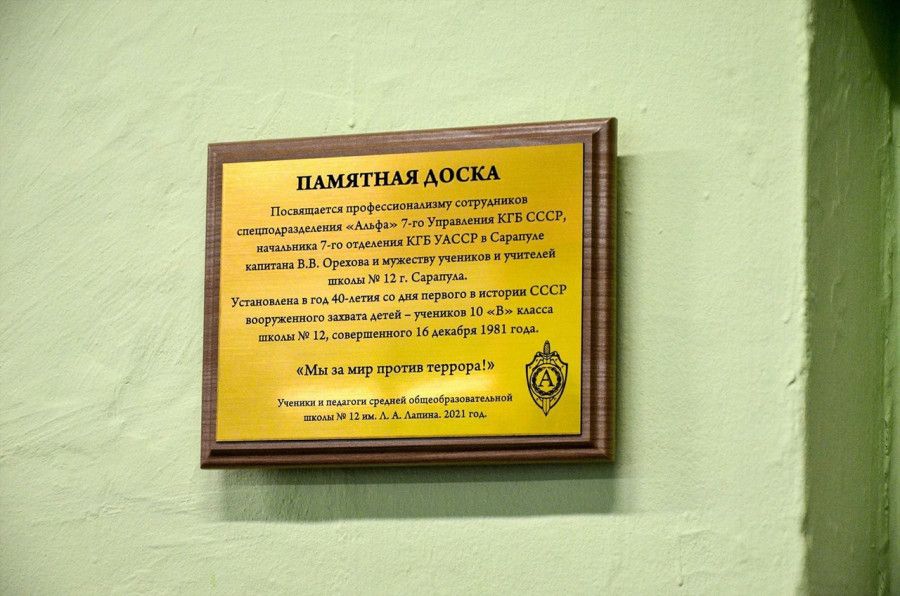 ПАМЯТНАЯ ДОСКА
Посвящается профессионализму сотрудников
спецподразделения «Альфа» 7-го Управления КГБ СССР,
начальника 7-го отделения КГБ УАССР в Сарапуле
капитана В.В. Орехова и мужеству учеников и учителей
школы № 12 г. Сарапула.
Установлена в год 40-летия со дня первого в истории СССР
вооруженного захвата детей – учеников 10 «В» класса
школы № 12, совершенного 16 декабря 1981 года.
«Мы за мир против террора!»
А
Ученики и педагоги средней общеобразовательной
школы № 12 им. Л. А. Лапина. 2021 год.